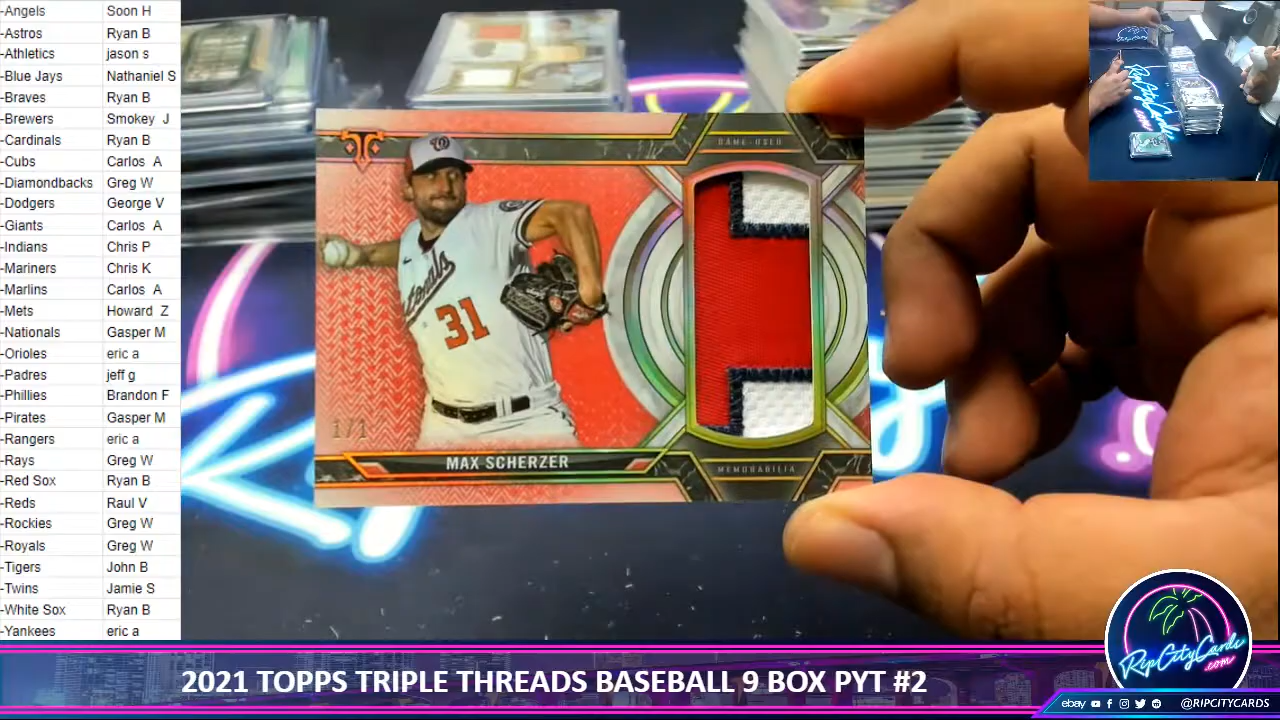 -Angels Soon H
-Astros Ryan B
-Athletics jason s
-Blue Jays Nathaniel S
-Braves Ryan B
-Brewers Smokey J
-Cardinals Ryan B
-Cubs Carlos A
-Diamondbacks Greg W
-Dodgers George V
-Giants Carlos A
-Indians Chris P
-Mariners Chris K
-Marlins Carlos A
-Mets Howard Z
-Nationals Gasper M
-Orioles eric a
-Padres jeff g
-Phillies Brandon F
-Pirates Gasper M
-Rangers eric a
-Rays Greg W
-Red Sox Ryan B
-Reds Raul V
-Rockies Greg W
-Royals Greg W
-Tigers John B
-Twins Jamie S
-White Sox Ryan B
-Yankees eric a
TT
W
GAME-USED
tionals
31
1/1
MAX SCHERZER
MEMORABILIA
RipCityCards
.com
2021 TOPPS TRIPLE THREADS BASEBALL 9 BOX PYT #2
ebay @RIPCITYCARDS